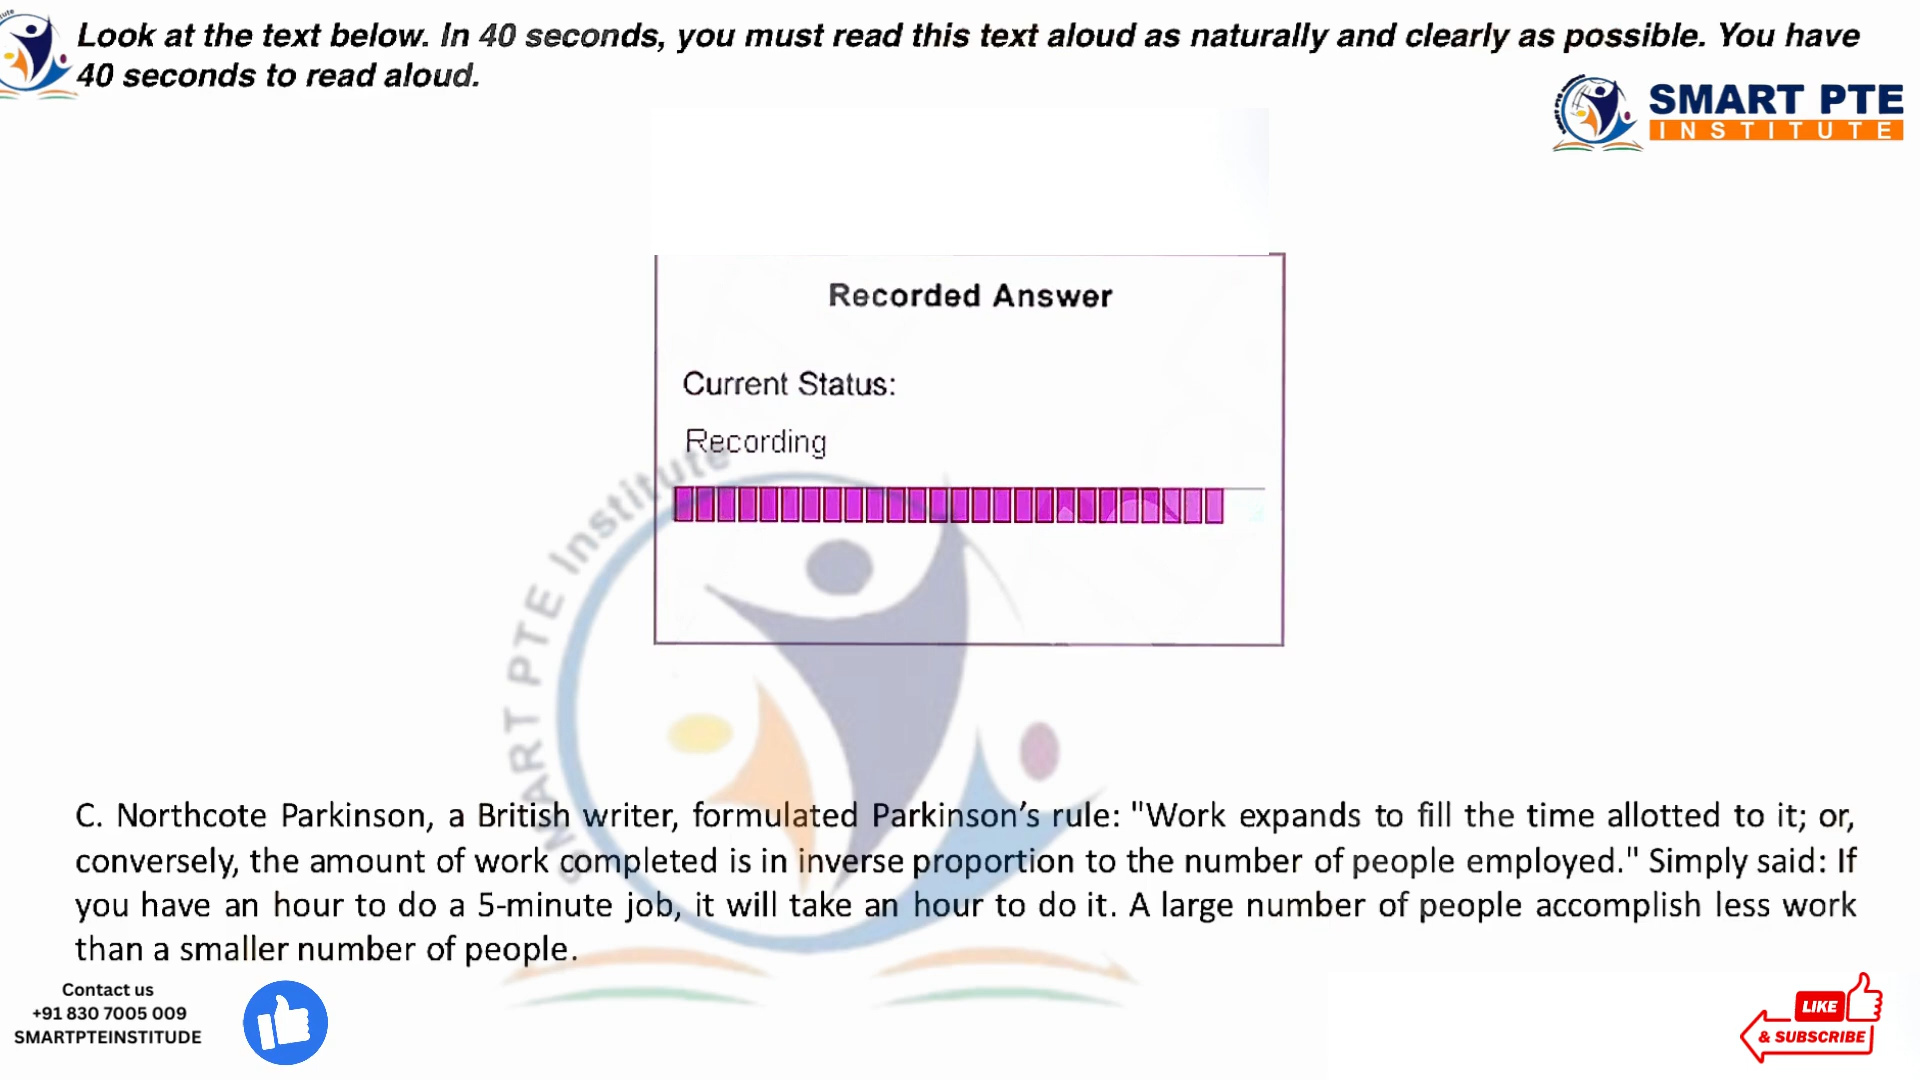 Look at the text below. In 40 seconds, you must read this text aloud as naturally and clearly as possible. You have
40 seconds to read aloud.
SMART PTE
INSTITUTE
Recorded Answer
Current Status:
Recording
SMART PTE Institute
C. Northcote Parkinson, a British writer, formulated Parkinson’s rule: "Work expands to fill the time allotted to it; or,
conversely, the amount of work completed is in inverse proportion to the number of people employed." Simply said: If
you have an hour to do a 5-minute job, it will take an hour to do it. A large number of people accomplish less work
than a smaller number of people.
Contact us
+91 830 7005 009
SMARTPTEINSTITUDE
LIKE
& SUBSCRIBE